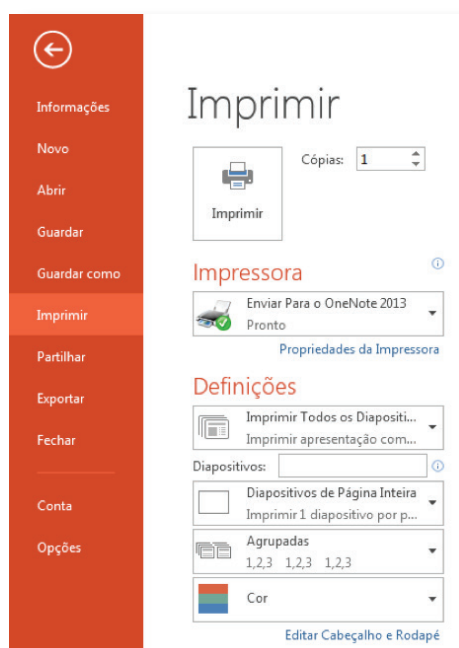 Informações
Novo
Abrir
Guardar
Guardar como
Imprimir
Partilhar
Exportar
Fechar
Conta
Opções
Imprimir
Cópias: 1
Imprimir
Impressora
Enviar Para o OneNote 2013
Pronto
Propriedades da Impressora
Definições
Imprimir Todos os Diapositi...
Imprimir apresentação com...
Diapositivos:
Diapositivos de Página Inteira
Imprimir 1 diapositivo por p...
Agrupadas
1,2,3 1,2,3 1,2,3
Cor
Editar Cabeçalho e Rodapé